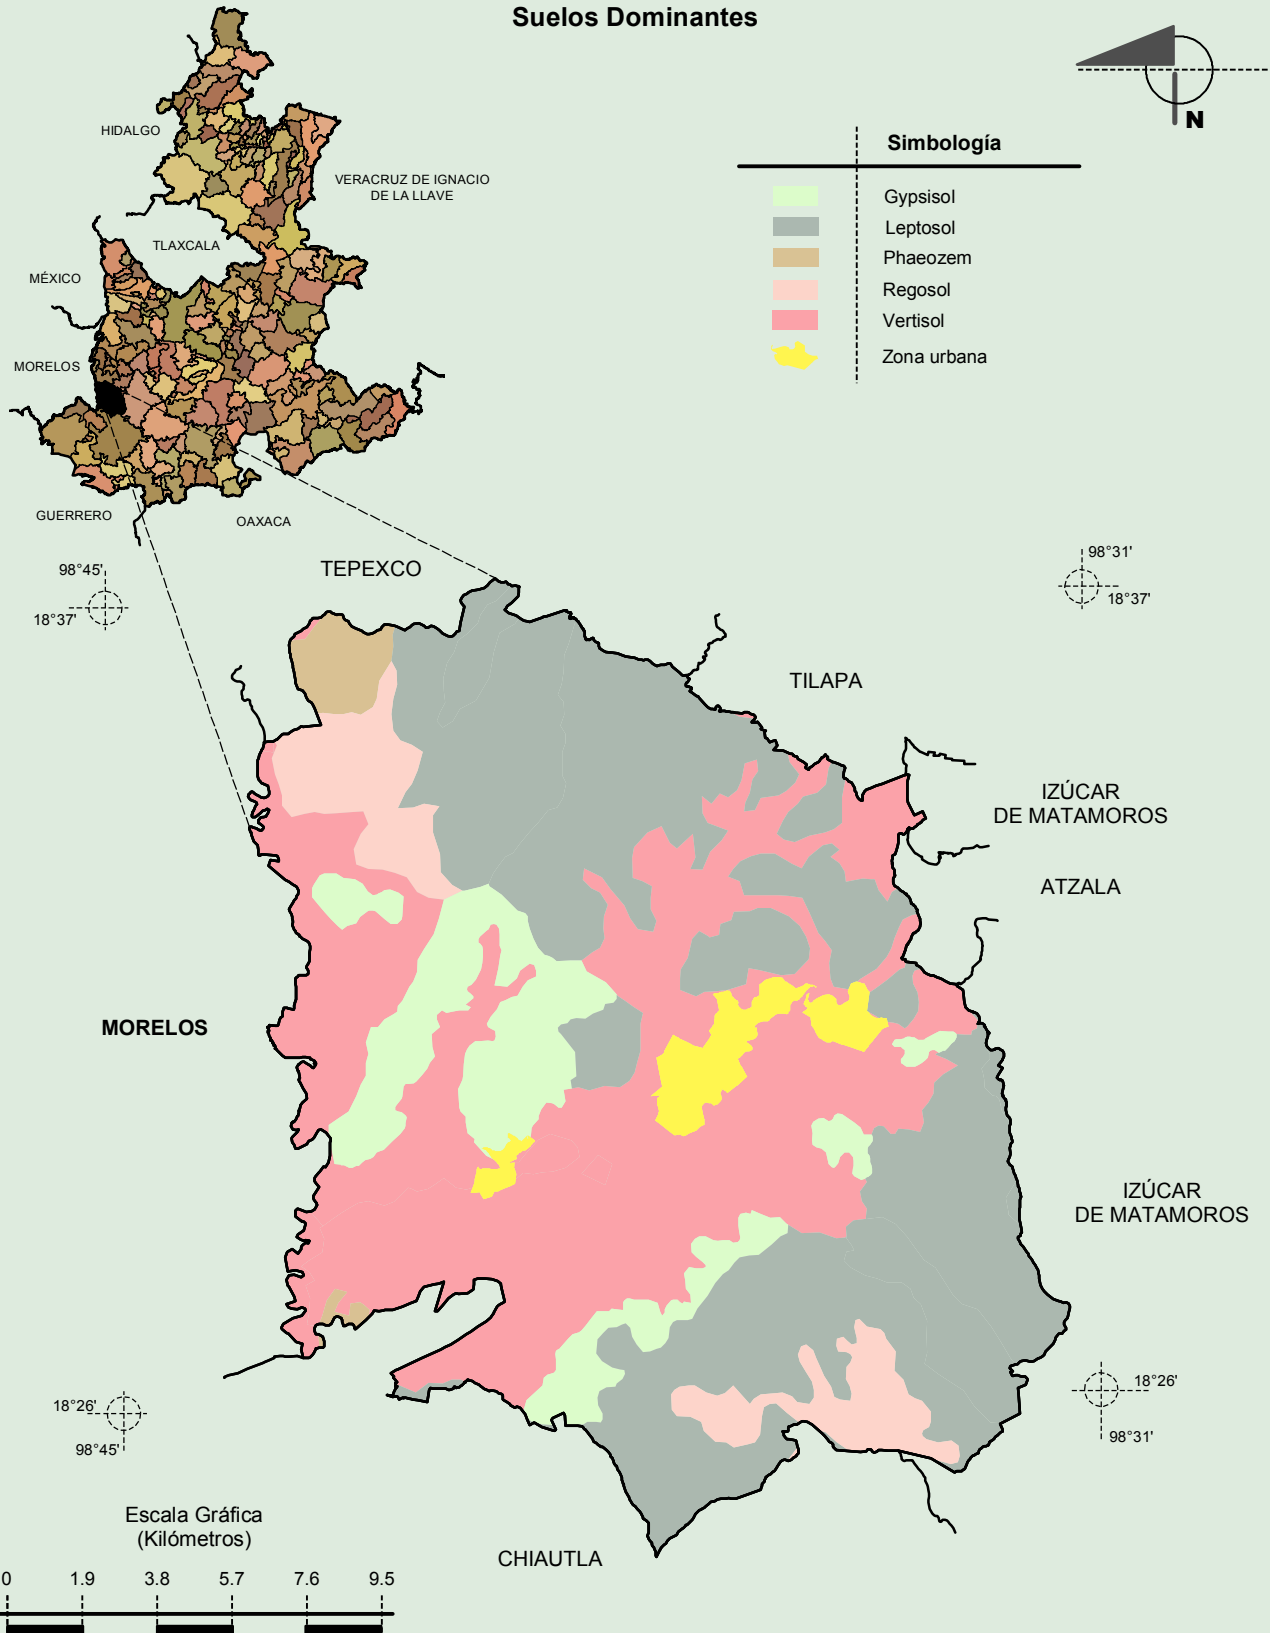 Suelos Dominantes
N
HIDALGO
VERACRUZ DE IGNACIO
DE LA LLAVE
TLAXCALA
MÉXICO
MORELOS
GUERRERO
OAXACA
Simbología
Gypsisol
Leptosol
Phaeozem
Regosol
Vertisol
Zona urbana
98°45'
18°37'
98°31'
18°37'
TEPEXCO
TILAPA
IZÚCAR
DE MATAMOROS
ATZALA
MORELOS
IZÚCAR
DE MATAMOROS
18°26'
98°45'
18°26'
98°31'
CHIAUTLA
Escala Gráfica
(Kilómetros)
0 1.9 3.8 5.7 7.6 9.5